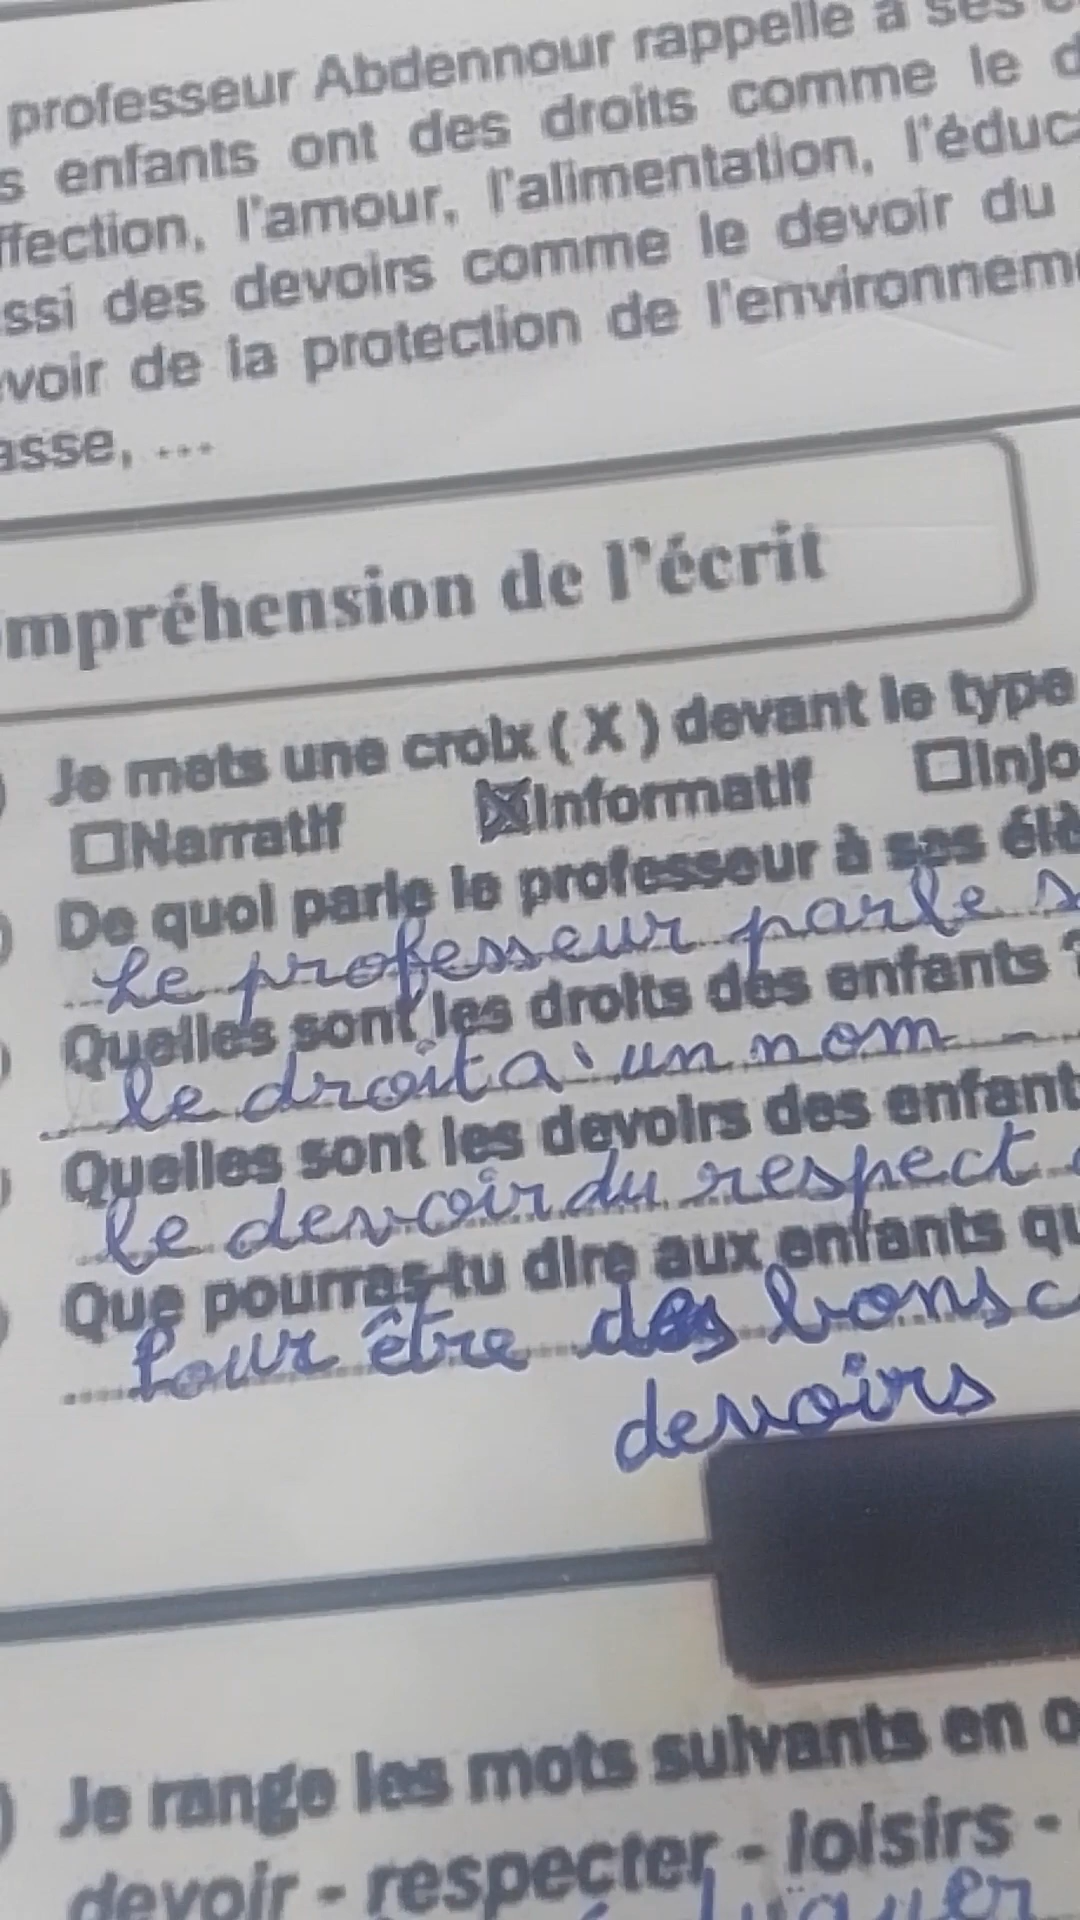 professeur Abdennour rappelle à ses
s enfants ont des droits comme le d
ffection, l'amour, l'alimentation, l'éduc
ssi des devoirs comme le devoir du
voir de la protection de l'environnem
asse, ...
mpréhension de l'écrit
Je mets une croix ( X ) devant le type
☐Narratif ☒Informatif ☐Injo
De quoi parle le professeur à ses élè
Le professeur parle s
Quelles sont les droits des enfants ?
le droit a un nom -
Quelles sont les devoirs des enfant
le devoir du respect
Que pourras-tu dire aux enfants qu
Pour être des bons c
devoirs
Je range les mots suivants en o
devoir - respecter - loisirs -